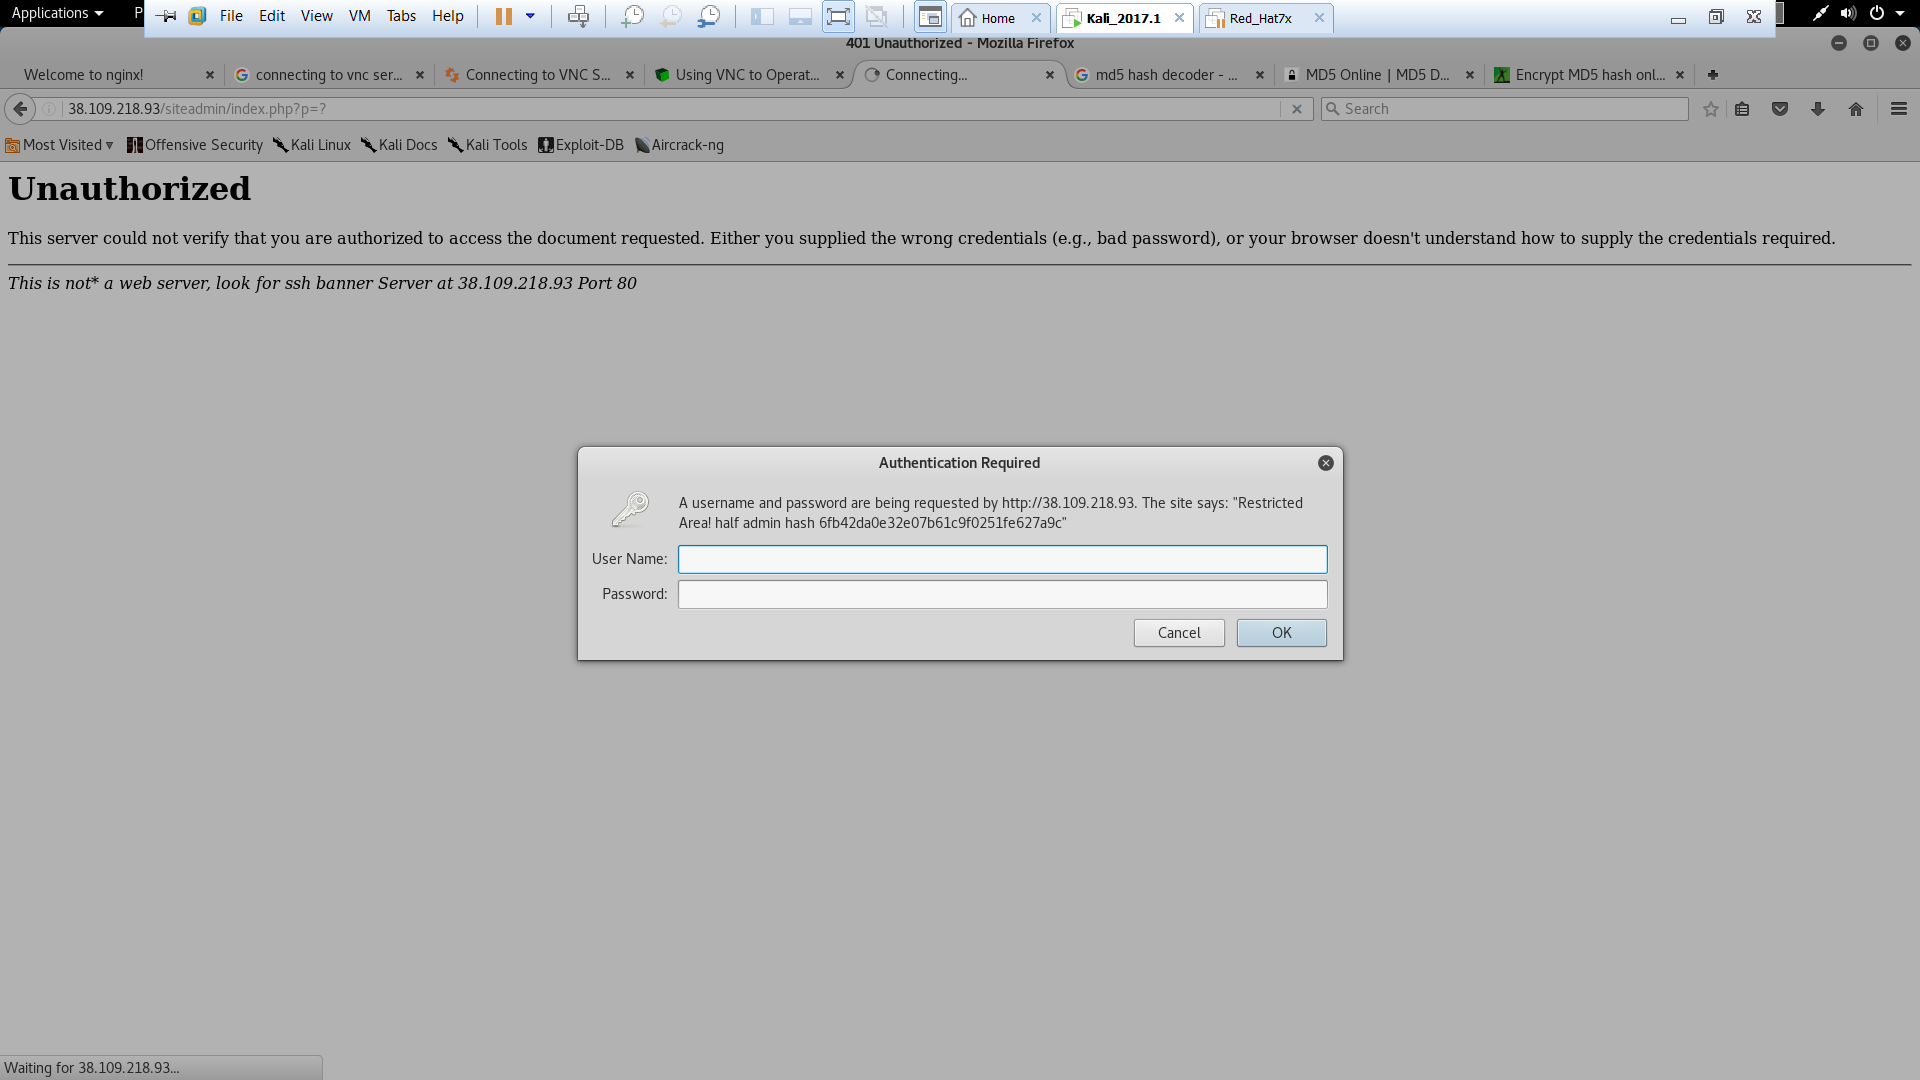 Applications
P
File Edit View VM Tabs Help
Home
Kali_2017.1
Red_Hat7x
401 Unauthorized - Mozilla Firefox
Welcome to nginx!
connecting to vnc ser...
Connecting to VNC S...
Using VNC to Operat...
Connecting...
md5 hash decoder - ...
MD5 Online | MD5 D...
Encrypt MD5 hash onl...
38.109.218.93/siteadmin/index.php?p=?
Search
Most Visited
Offensive Security
Kali Linux
Kali Docs
Kali Tools
Exploit-DB
Aircrack-ng
Unauthorized
This server could not verify that you are authorized to access the document requested. Either you supplied the wrong credentials (e.g., bad password), or your browser doesn't understand how to supply the credentials required.
This is not* a web server, look for ssh banner Server at 38.109.218.93 Port 80
Authentication Required
A username and password are being requested by http://38.109.218.93. The site says: "Restricted
Area! half admin hash 6fb42da0e32e07b61c9f0251fe627a9c"
User Name:
Password:
Cancel
OK
Waiting for 38.109.218.93...